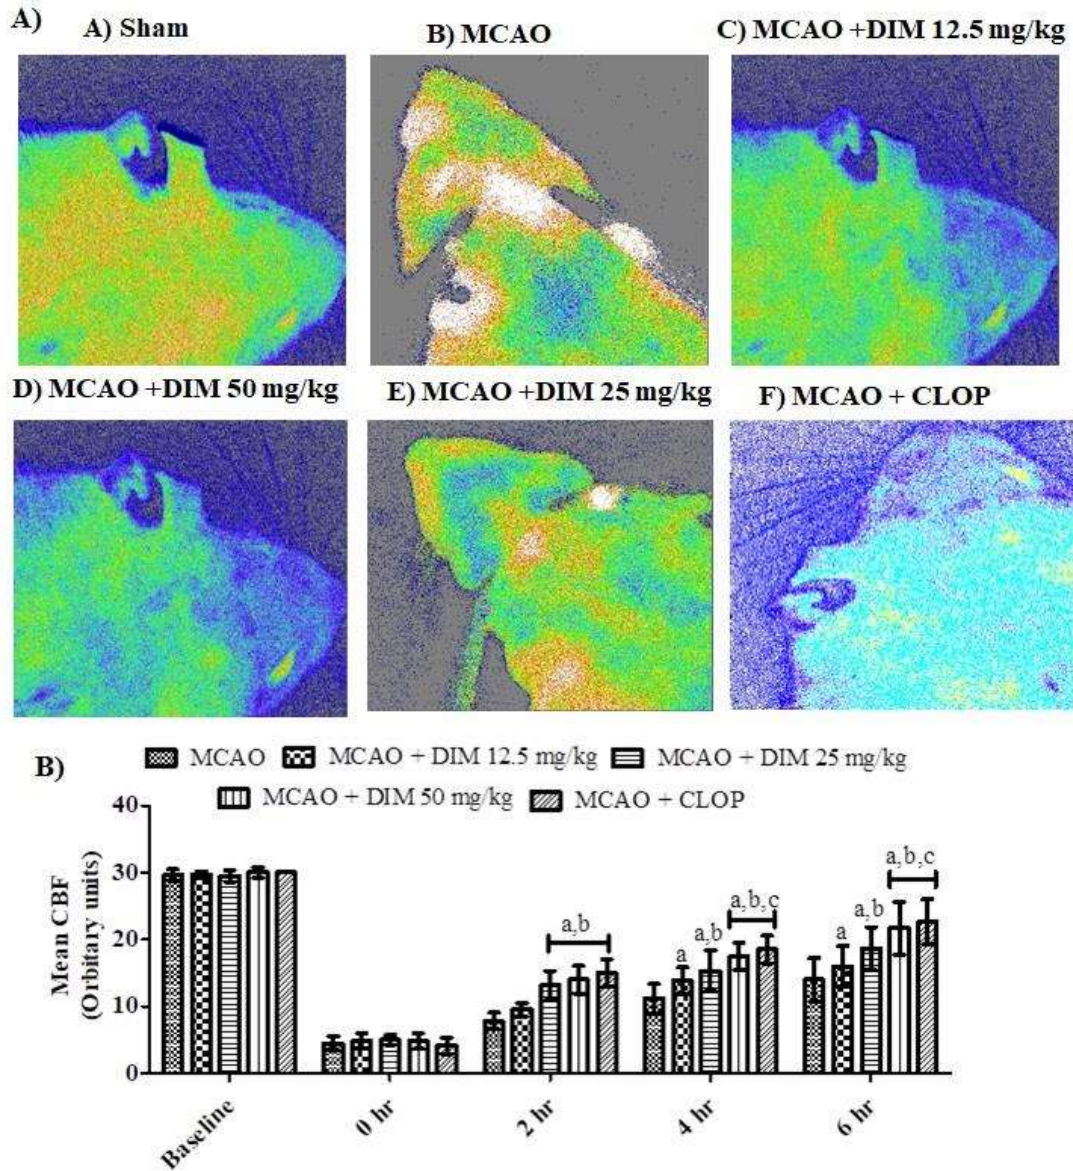 A)
A) Sham
B) MCAO
C) MCAO +DIM 12.5 mg/kg
D) MCAO +DIM 50 mg/kg
E) MCAO +DIM 25 mg/kg
F) MCAO + CLOP
B)
MCAO
MCAO + DIM 12.5 mg/kg
MCAO + DIM 25 mg/kg
MCAO + DIM 50 mg/kg
MCAO + CLOP
Mean CBF
(Orbitary units)
40
30
20
10
0
a,b
a
a,b
a,b,c
a
a,b
a,b,c
Baseline
0 hr
2 hr
4 hr
6 hr